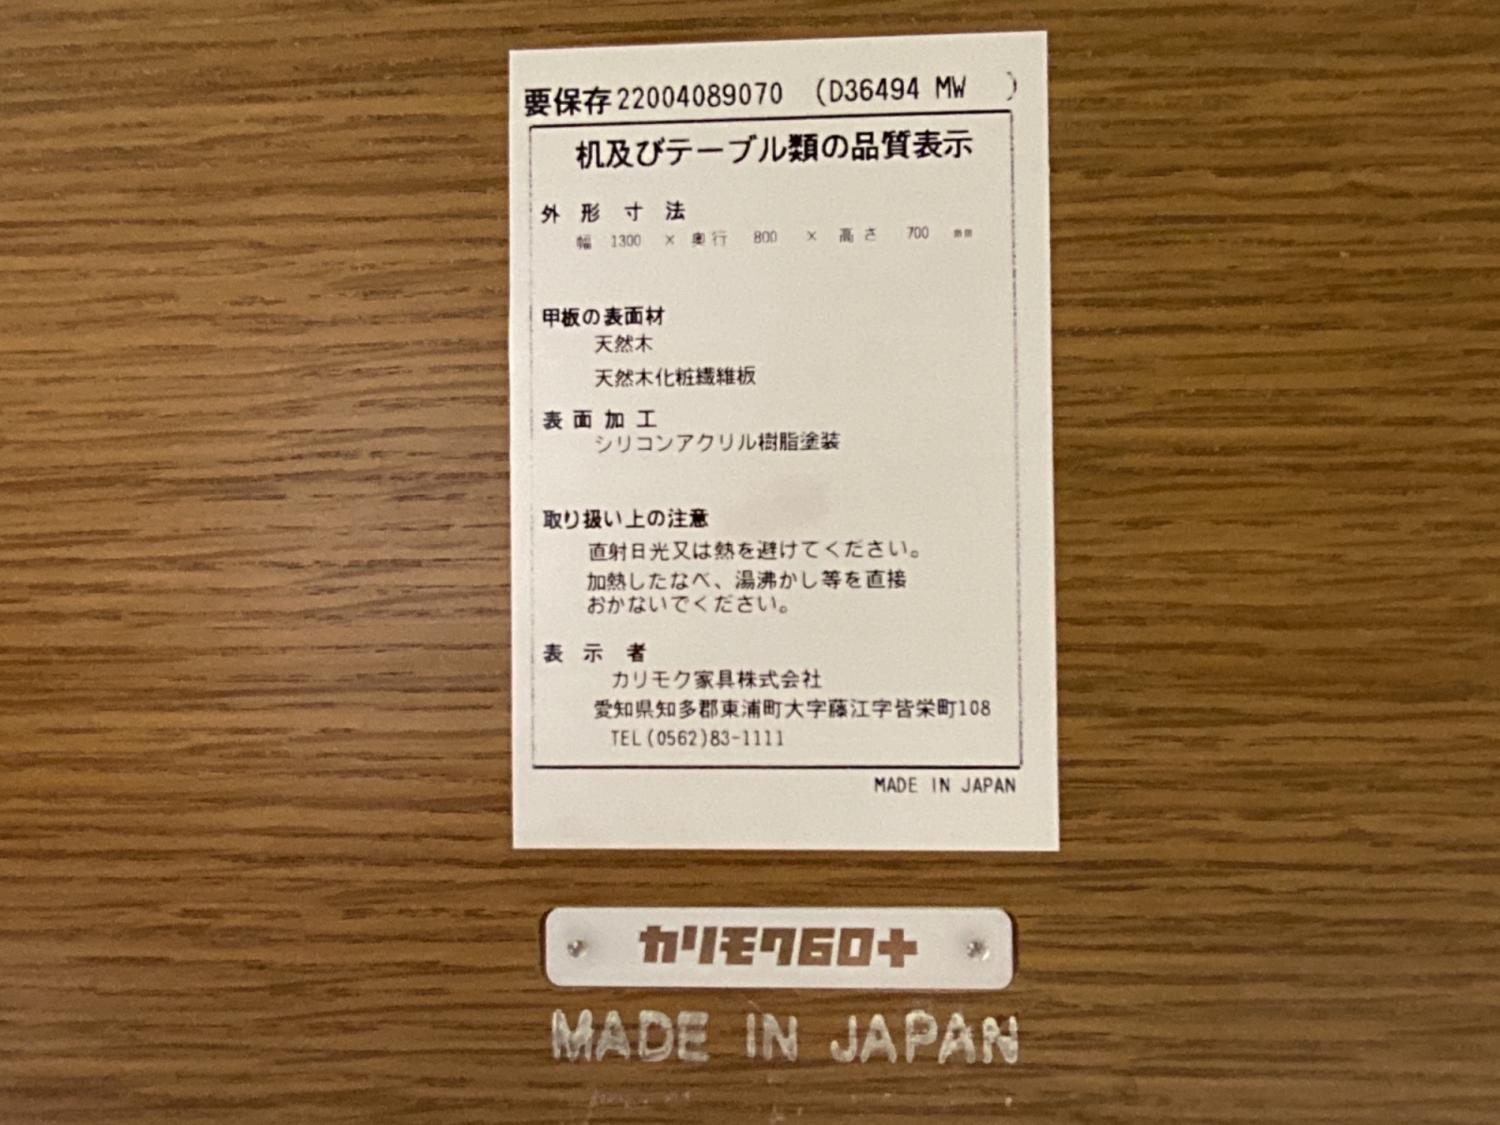 要保存22004089070 (D36494 MW )
机及びテーブル類の品質表示
外形寸法
幅 1300 × 奥行 800 × 高さ 700 mm
甲板の表面材
天然木
天然木化粧繊維板
表面加工
シリコンアクリル樹脂塗装
取り扱い上の注意
直射日光又は熱を避けてください。
加熱したなべ、湯沸かし等を直接
おかないでください。
表示者
カリモク家具株式会社
愛知県知多郡東浦町大字藤江字皆栄町108
TEL(0562)83-1111
MADE IN JAPAN
カリモク60+
MADE IN JAPAN